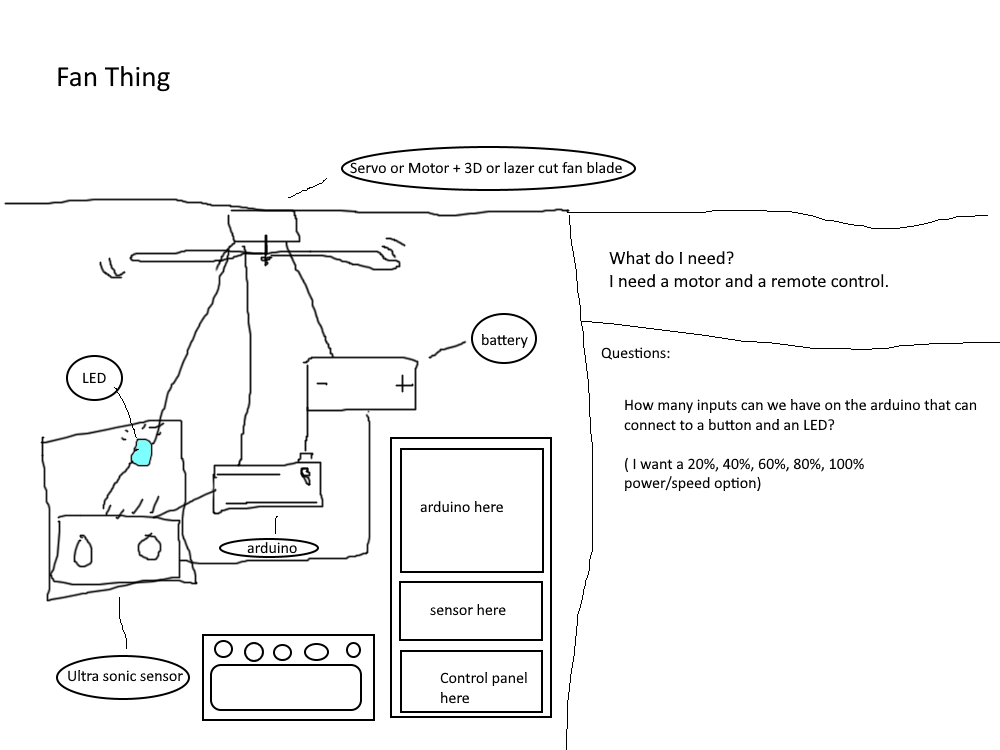 Fan Thing
Servo or Motor + 3D or lazer cut fan blade
What do I need?
I need a motor and a remote control.
battery
Questions:
LED
How many inputs can we have on the arduino that can
connect to a button and an LED?
( I want a 20%, 40%, 60%, 80%, 100%
power/speed option)
- +
arduino here
arduino
sensor here
Ultra sonic sensor
Control panel
here